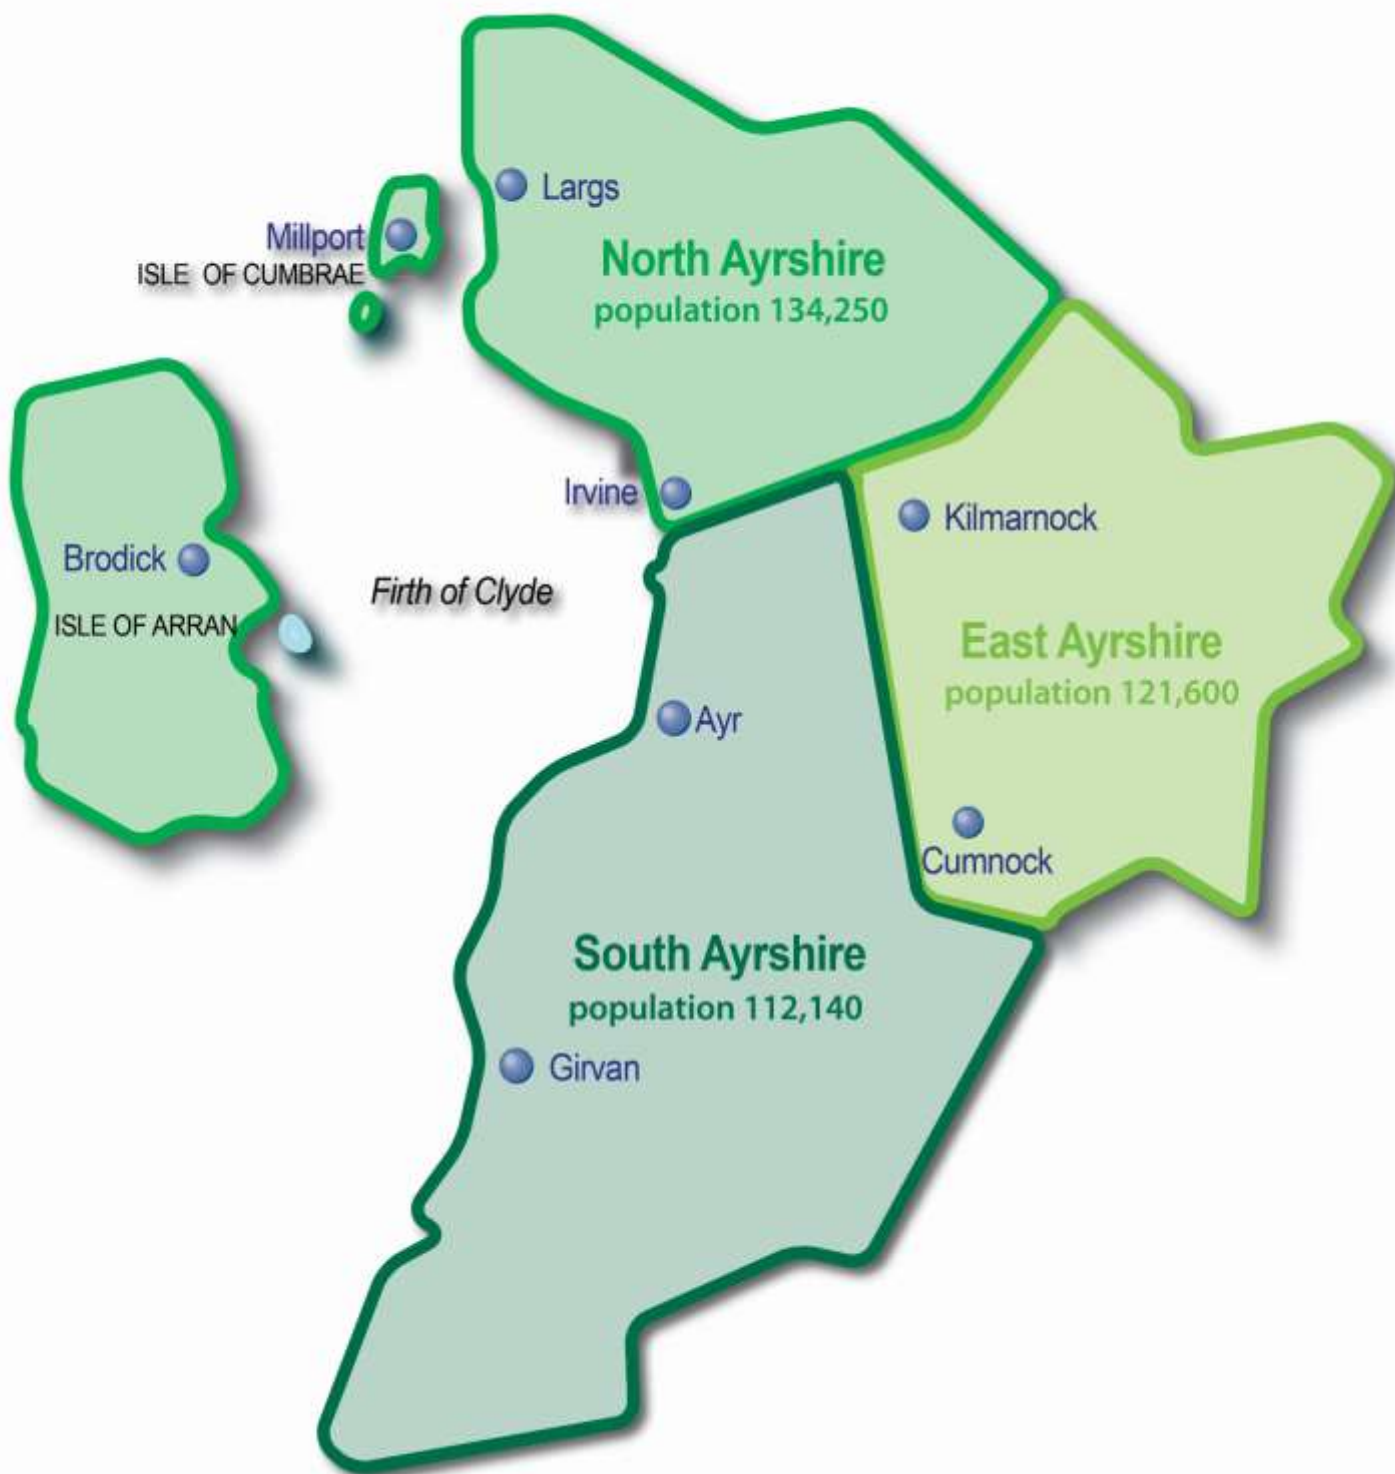 Largs
Millport
ISLE OF CUMBRAE
North Ayrshire
population 134,250
Irvine
Kilmarnock
Brodick
Firth of Clyde
ISLE OF ARRAN
East Ayrshire
population 121,600
Ayr
Cumnock
South Ayrshire
population 112,140
Girvan